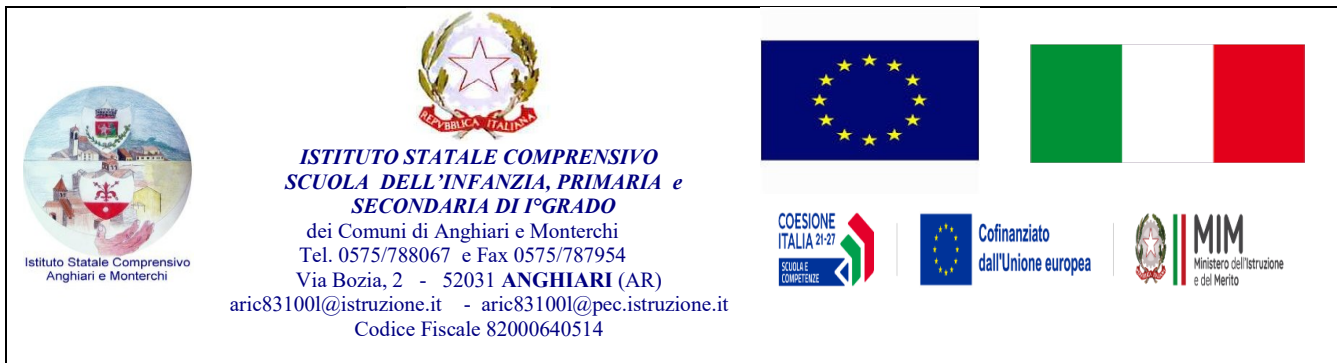 Istituto Statale Comprensivo
Anghiari e Monterchi
REPVBBLICA ITALIANA
ISTITUTO STATALE COMPRENSIVO
SCUOLA DELL'INFANZIA, PRIMARIA e
SECONDARIA DI I°GRADO
dei Comuni di Anghiari e Monterchi
Tel. 0575/788067 e Fax 0575/787954
Via Bozia, 2 - 52031 ANGHIARI (AR)
aric83100l@istruzione.it - aric83100l@pec.istruzione.it
Codice Fiscale 82000640514
COESIONE
ITALIA 21-27
SCUOLA E
COMPETENZE
Cofinanziato
dall'Unione europea
MIM
Ministero dell'Istruzione
e del Merito